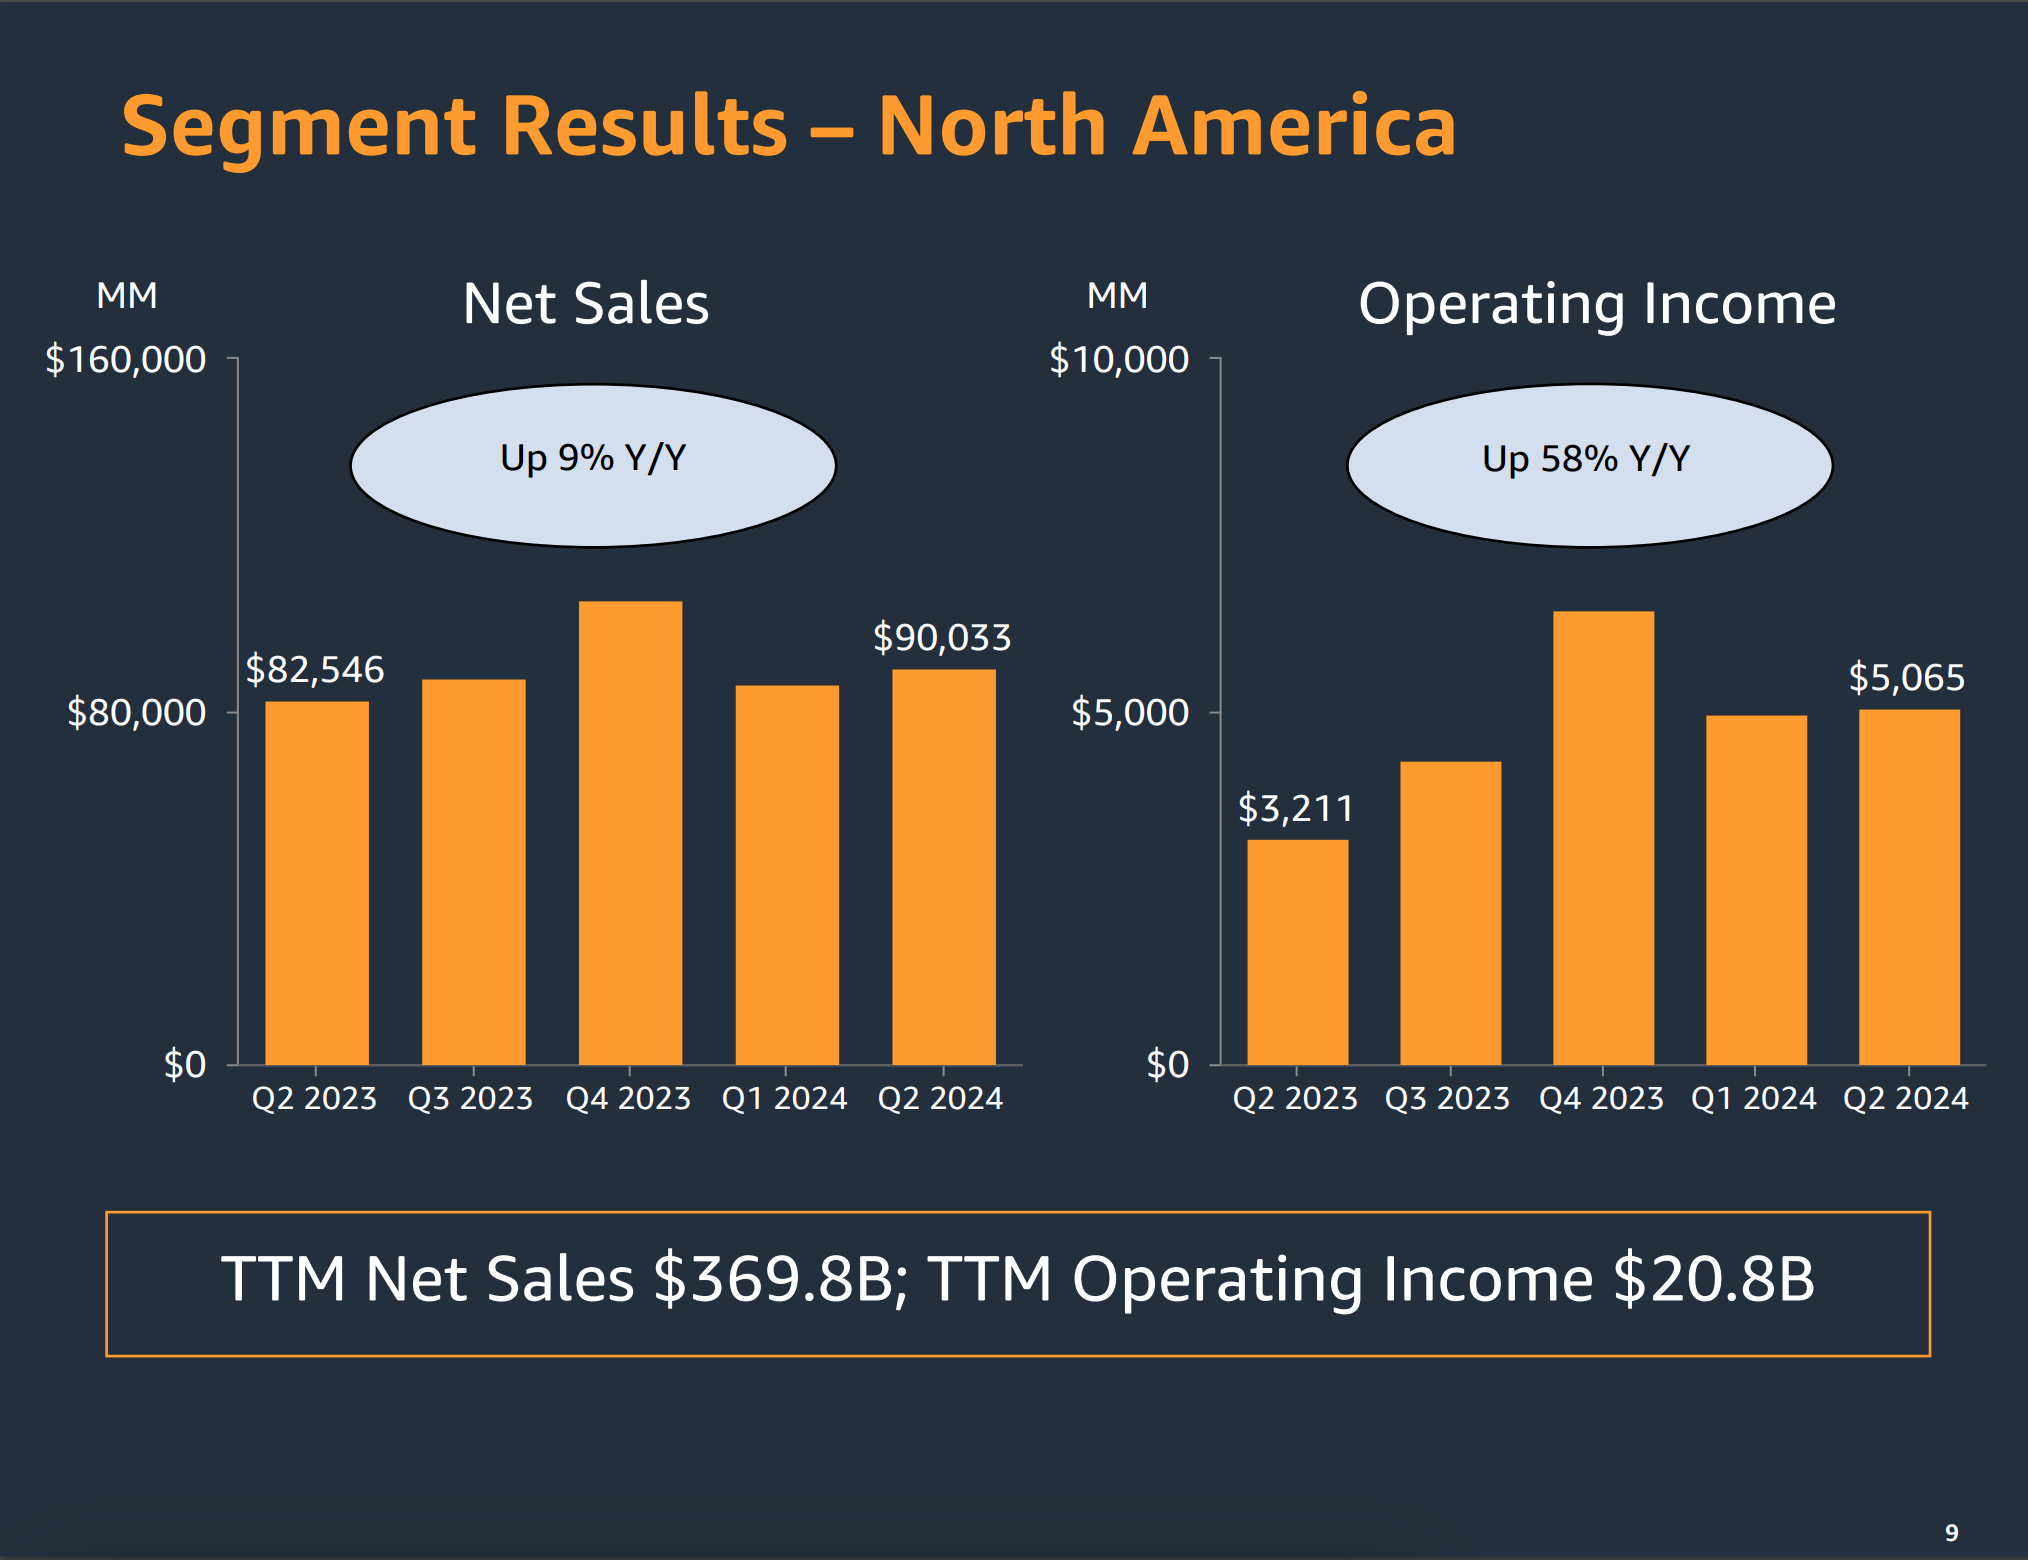 Segment Results – North America
MM
Net Sales
$160,000
$80,000
$0
Up 9% Y/Y
$82,546
$90,033
Q2 2023 Q3 2023 Q4 2023 Q1 2024 Q2 2024
MM
Operating Income
$10,000
$5,000
$0
Up 58% Y/Y
$3,211
$5,065
Q2 2023 Q3 2023 Q4 2023 Q1 2024 Q2 2024
TTM Net Sales $369.8B; TTM Operating Income $20.8B
9